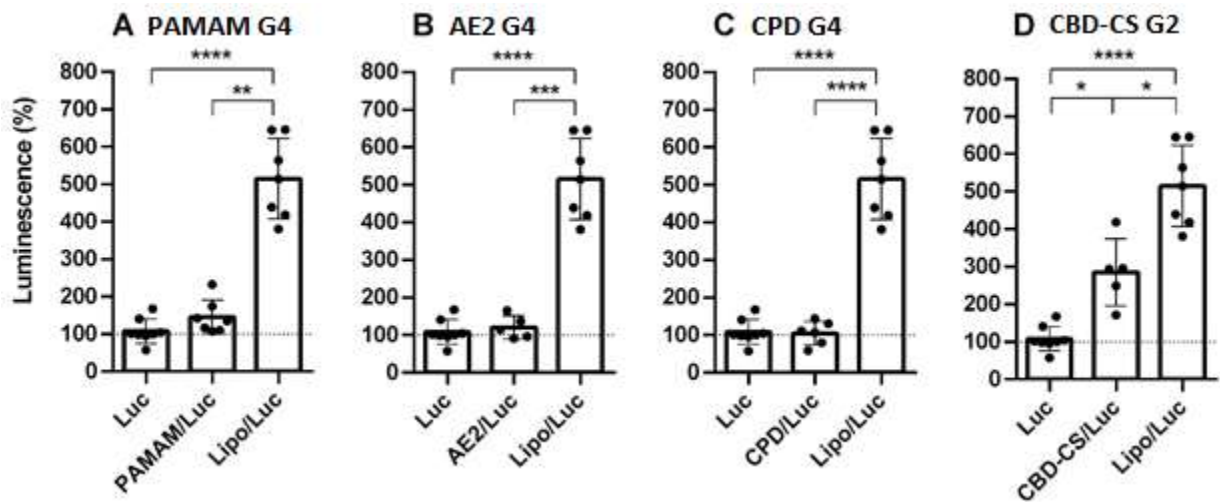 A PAMAM G4
**** 
**
Luminescence (%)
800
700
600
500
400
300
200
100
0
Luc
PAMAM/Luc
Lipo/Luc
B AE2 G4
****
***
800
700
600
500
400
300
200
100
0
Luc
AE2/Luc
Lipo/Luc
C CPD G4
****
****
800
700
600
500
400
300
200
100
0
Luc
CPD/Luc
Lipo/Luc
D CBD-CS G2
****
* *
800
700
600
500
400
300
200
100
0
Luc
CBD-CS/Luc
Lipo/Luc